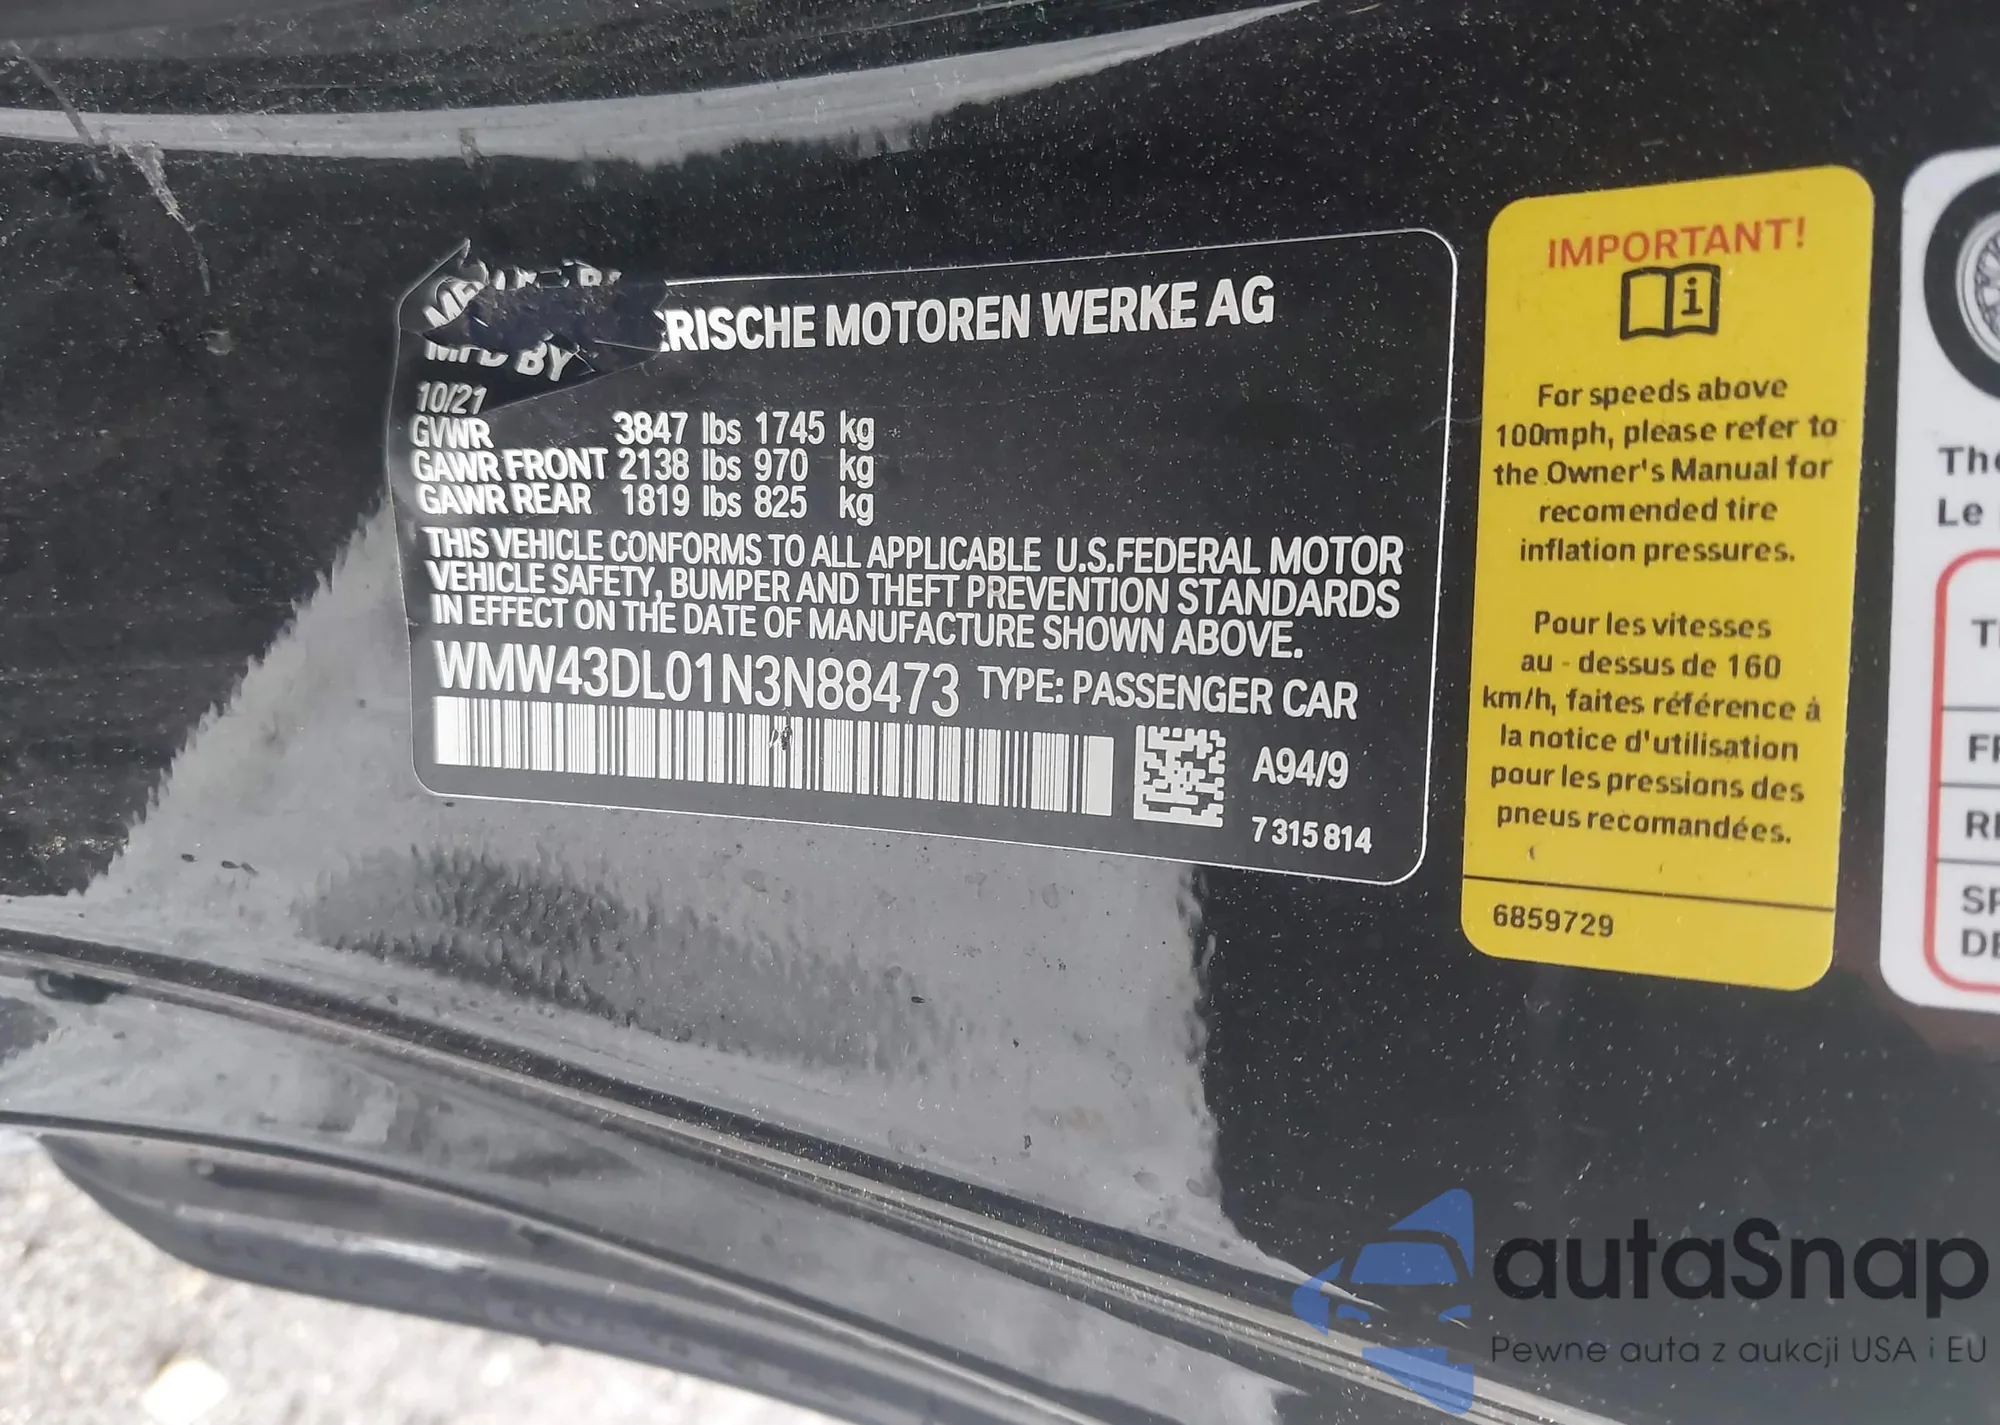 ERISCHE MOTOREN WERKE AG
MFD BY
10/21
GVWR 3847 lbs 1745 kg
GAWR FRONT 2138 lbs 970 kg
GAWR REAR 1819 lbs 825 kg
THIS VEHICLE CONFORMS TO ALL APPLICABLE U.S.FEDERAL MOTOR
VEHICLE SAFETY, BUMPER AND THEFT PREVENTION STANDARDS
IN EFFECT ON THE DATE OF MANUFACTURE SHOWN ABOVE.
WMW43DL01N3N88473 TYPE: PASSENGER CAR
A94/9
7 315 814
IMPORTANT!
For speeds above
100mph, please refer to
the Owner's Manual for
recomended tire
inflation pressures.
Pour les vitesses
au - dessus de 160
km/h, faites référence à
la notice d'utilisation
pour les pressions des
pneus recomandées.
6859729
The
Le
autaSnap
Pewne auta z aukcji USA i EU